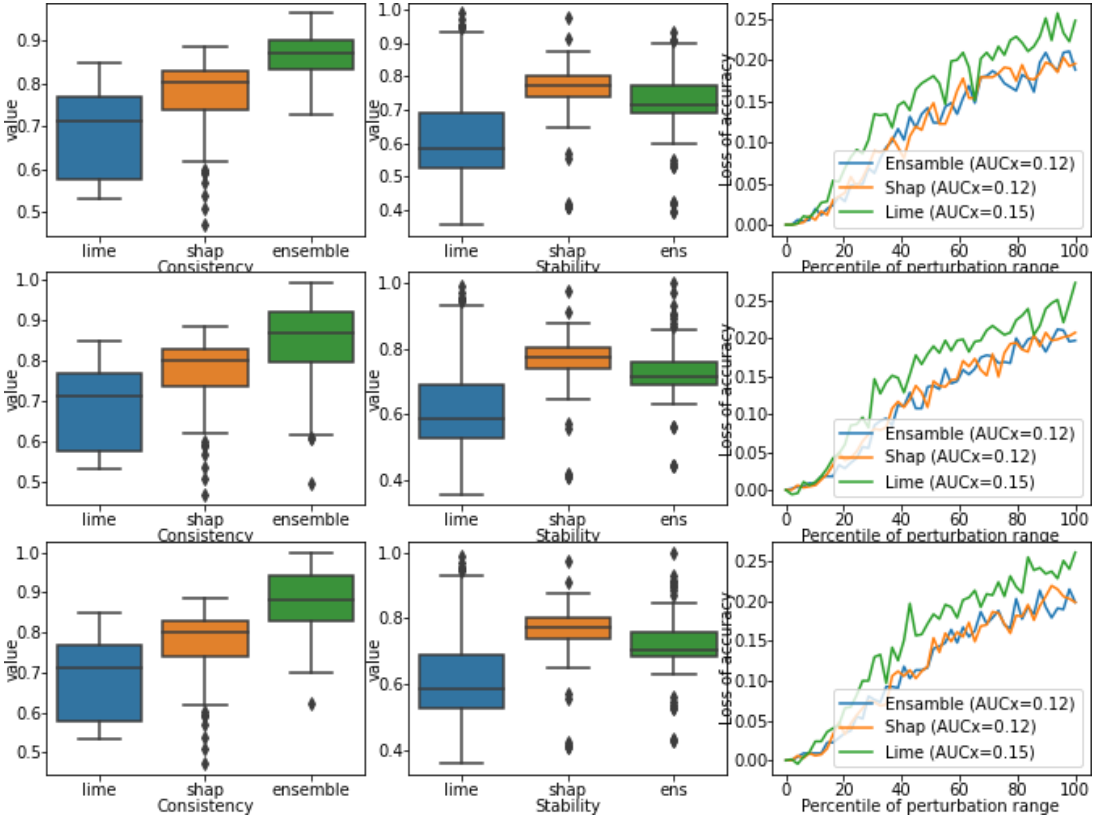 value
0.9
0.8
0.7
0.6
0.5
lime shap ensemble
Consistency
value
1.0
0.9
0.8
0.7
0.6
0.5
0.4
lime shap ens
Stability
Loss of accuracy
0.25
0.20
0.15
0.10
0.05
0.00
Ensamble (AUCx=0.12)
Shap (AUCx=0.12)
Lime (AUCx=0.15)
0 20 40 60 80 100
Percentile of perturbation range
value
1.0
0.9
0.8
0.7
0.6
0.5
lime shap ensemble
Consistency
value
1.0
0.8
0.6
0.4
lime shap ens
Stability
Loss of accuracy
0.25
0.20
0.15
0.10
0.05
0.00
Ensamble (AUCx=0.12)
Shap (AUCx=0.12)
Lime (AUCx=0.15)
0 20 40 60 80 100
Percentile of perturbation range
value
1.0
0.9
0.8
0.7
0.6
0.5
lime shap ensemble
Consistency
value
1.0
0.8
0.6
0.4
lime shap ens
Stability
Loss of accuracy
0.25
0.20
0.15
0.10
0.05
0.00
Ensamble (AUCx=0.12)
Shap (AUCx=0.12)
Lime (AUCx=0.15)
0 20 40 60 80 100
Percentile of perturbation range